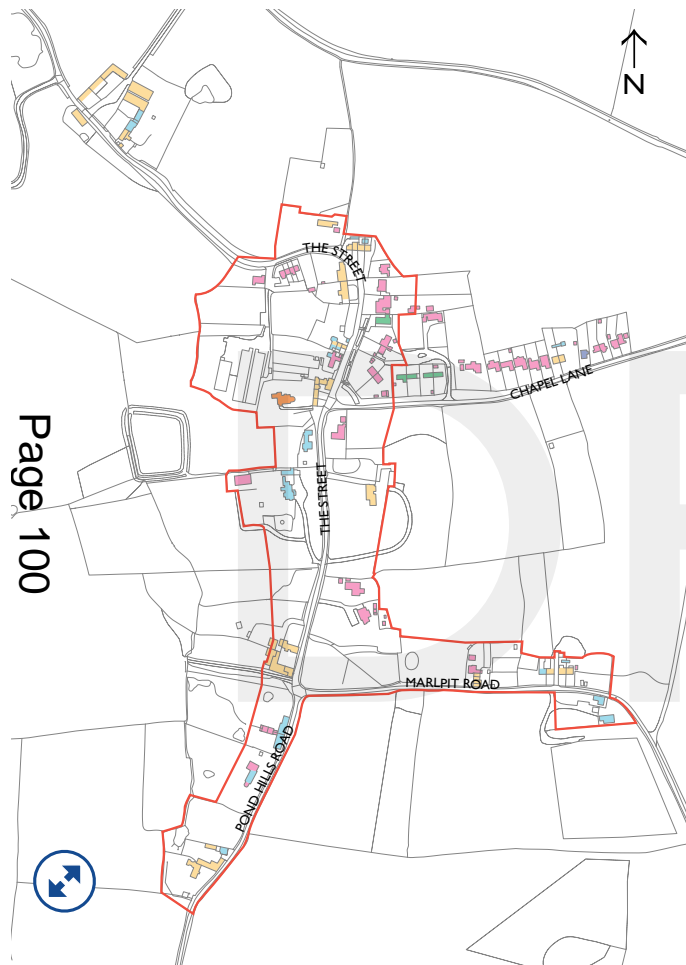 N
THE STREET
CHAPEL LANE
THE STREET
Page 100
MARLPIT ROAD
POND HILLS ROAD